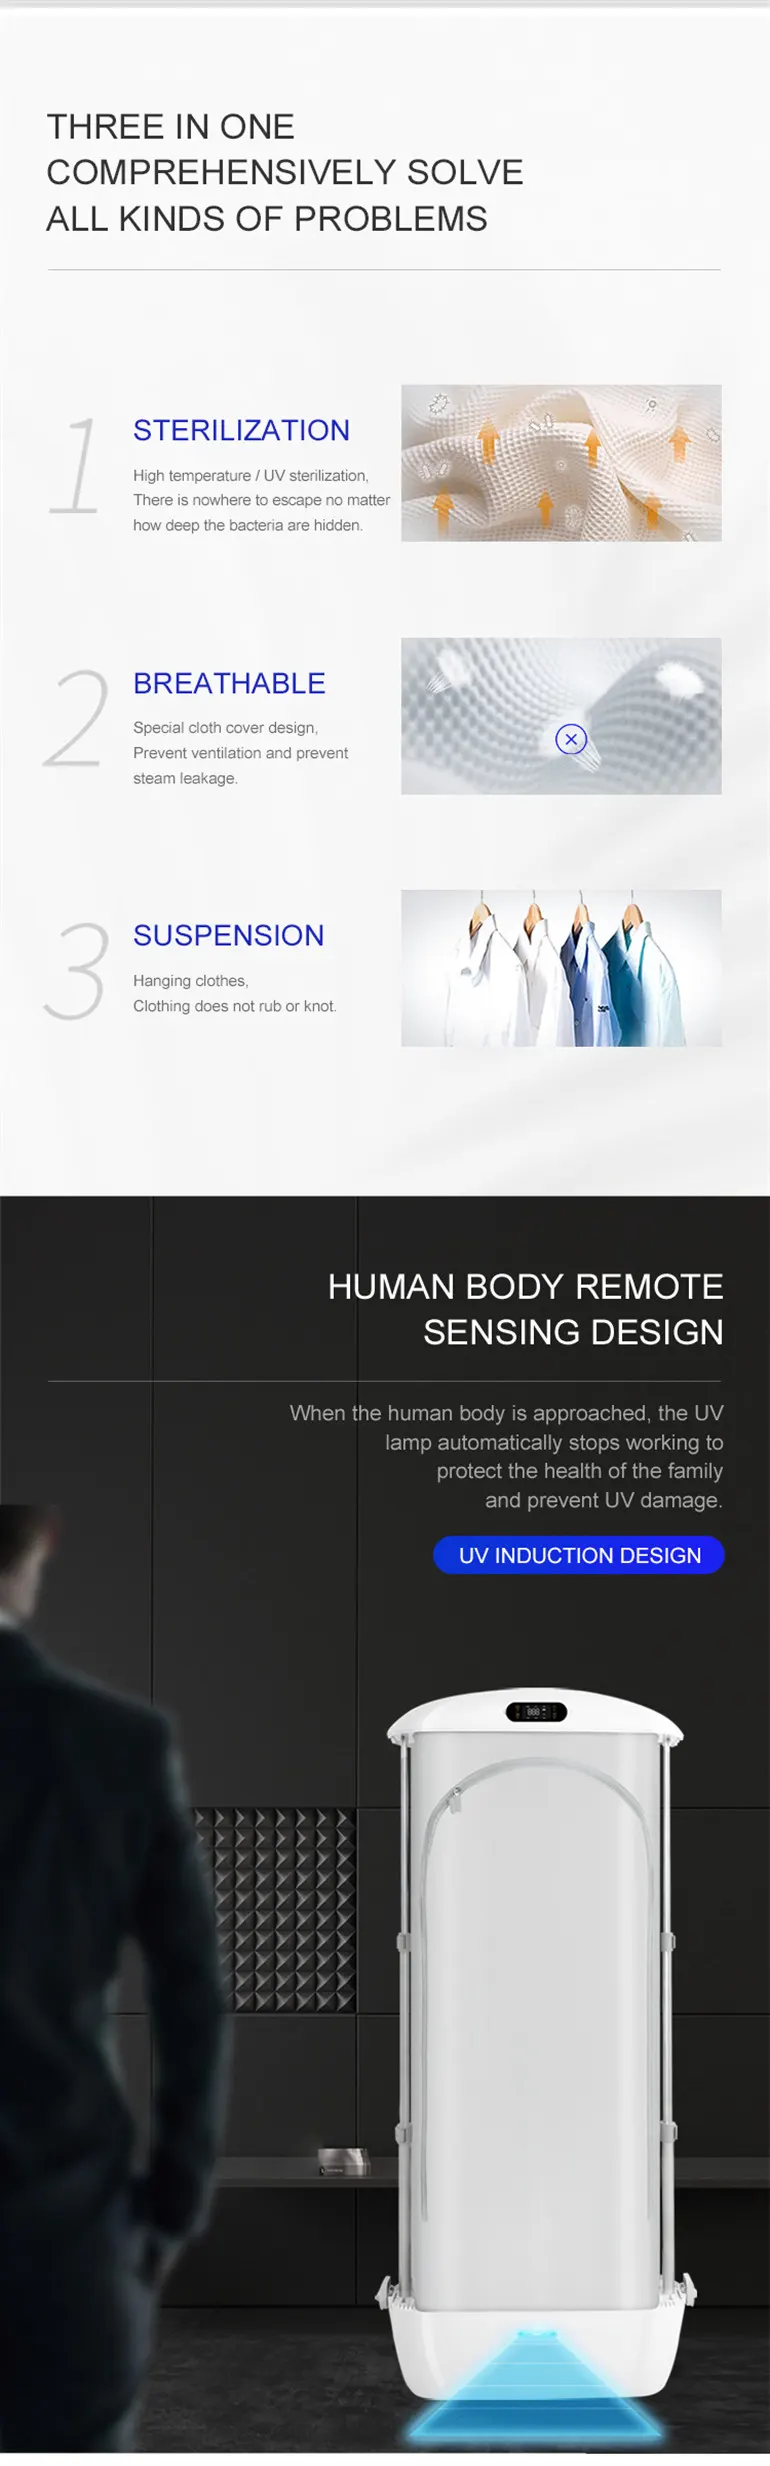 THREE IN ONE
COMPREHENSIVELY SOLVE
ALL KINDS OF PROBLEMS
1
STERILIZATION
High temperature / UV sterilization,
There is nowhere to escape no matter
how deep the bacteria are hidden.
2
BREATHABLE
Special cloth cover design,
Prevent ventilation and prevent
steam leakage.
3
SUSPENSION
Hanging clothes,
Clothing does not rub or knot.
HUMAN BODY REMOTE
SENSING DESIGN
When the human body is approached, the UV
lamp automatically stops working to
protect the health of the family
and prevent UV damage.
UV INDUCTION DESIGN